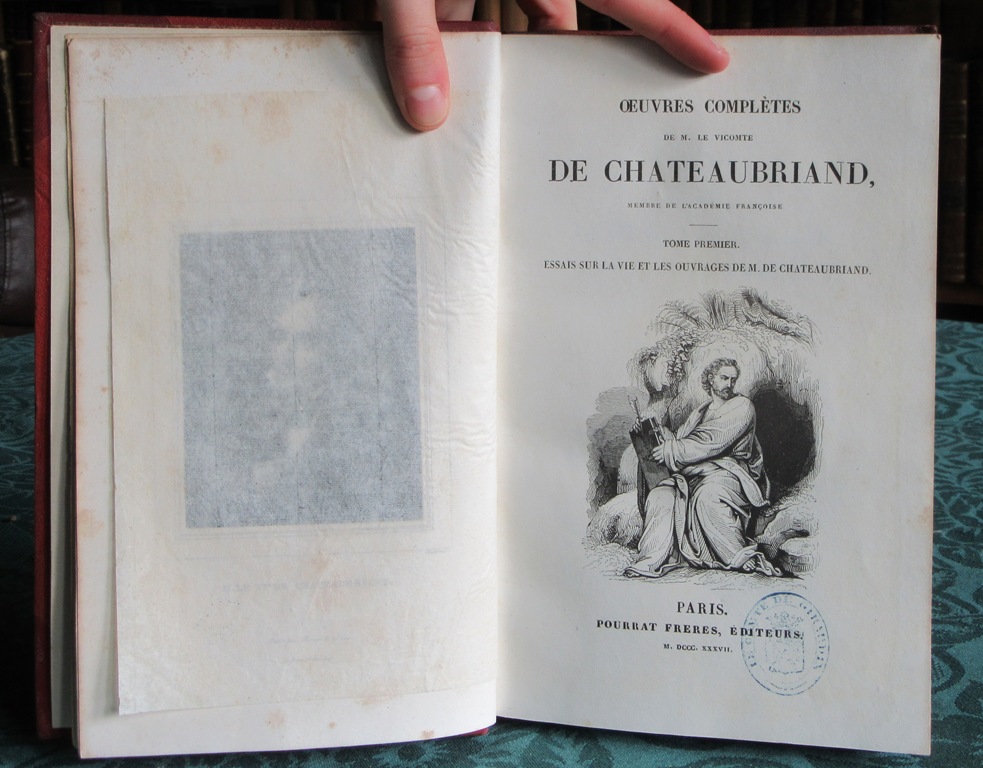 ŒUVRES COMPLÈTES
DE M. LE VICOMTE
DE CHATEAUBRIAND,
MEMBRE DE L'ACADÉMIE FRANÇOISE
TOME PREMIER.
ESSAIS SUR LA VIE ET LES OUVRAGES DE M. DE CHATEAUBRIAND.
PARIS.
POURRAT FRERES, ÉDITEURS.
M. DCCC. XXXVII.